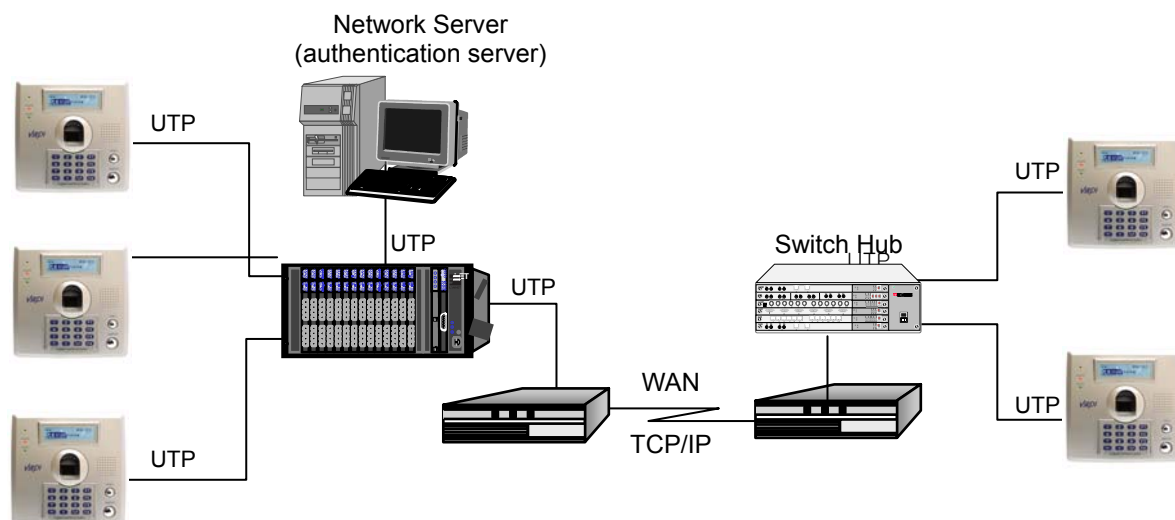 Network Server
(authentication server)
UTP
UTP
UTP
UTP
UTP
Switch Hub
UTP
UTP
UTP
WAN
TCP/IP